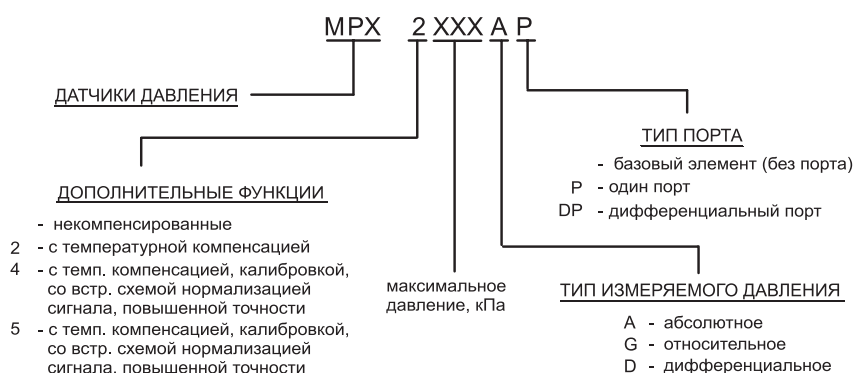 MPX 2 XXX A P
ДАТЧИКИ ДАВЛЕНИЯ
ТИП ПОРТА
- базовый элемент (без порта)
P - один порт
DP - дифференциальный порт
ДОПОЛНИТЕЛЬНЫЕ ФУНКЦИИ
- некомпенсированные
2 - с температурной компенсацией
4 - с темп. компенсацией, калибровкой,
со встр. схемой нормализацией
сигнала, повышенной точности
5 - с темп. компенсацией, калибровкой,
со встр. схемой нормализацией
сигнала, повышенной точности
максимальное
давление, кПа
ТИП ИЗМЕРЯЕМОГО ДАВЛЕНИЯ
A - абсолютное
G - относительное
D - дифференциальное